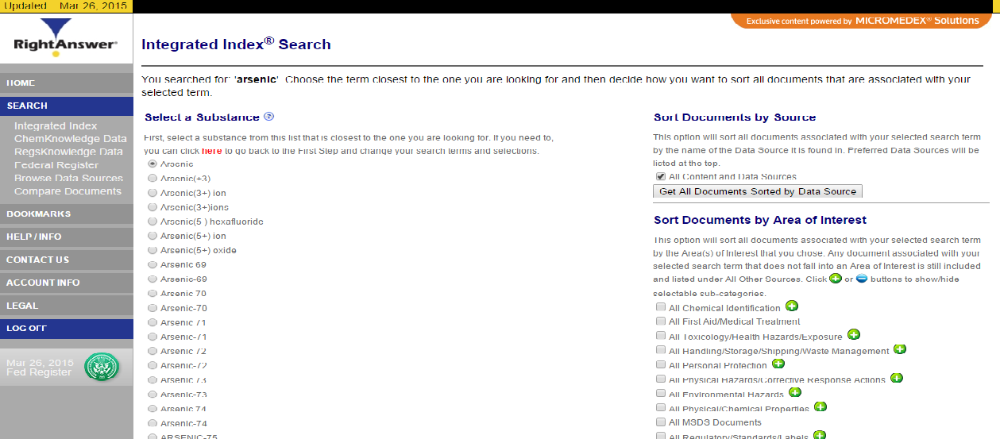 Updated Mar 26, 2015
RightAnswer®
HOME
SEARCH
Integrated Index
ChemKnowledge Data
RegsKnowledge Data
Federal Register
Browse Data Sources
Compare Documents
BOOKMARKS
HELP / INFO
CONTACT US
ACCOUNT INFO
LEGAL
LOG OFF
Mar 26, 2015
Fed Register
Exclusive content powered by MICROMEDEX® Solutions
Integrated Index® Search
You searched for: 'arsenic'. Choose the term closest to the one you are looking for and then decide how you want to sort all documents that are associated with your
selected term.
Select a Substance ?
First, select a substance from this list that is closest to the one you are looking for. If you need to,
you can click here to go back to the First Step and change your search terms and selections.
Arsenic
Arsenic(+3)
Arsenic(3+) ion
Arsenic(3+)ions
Arsenic(5-) hexafluoride
Arsenic(5+) ion
Arsenic(5+) oxide
Arsenic 69
Arsenic-69
Arsenic 70
Arsenic-70
Arsenic 71
Arsenic-71
Arsenic 72
Arsenic-72
Arsenic 73
Arsenic-73
Arsenic 74
Arsenic-74
ARSENIC-75
Sort Documents by Source
This option will sort all documents associated with your selected search term
by the name of the Data Source it is found in. Preferred Data Sources will be
listed at the top.
All Content and Data Sources
Get All Documents Sorted by Data Source
Sort Documents by Area of Interest
This option will sort all documents associated with your selected search term
by the Area(s) of Interest that you chose. Any document associated with your
selected search term that does not fall into an Area of Interest is still included
and listed under All Other Sources. Click + or − buttons to show/hide
selectable sub-categories.
All Chemical Identification +
All First Aid/Medical Treatment
All Toxicology/Health Hazards/Exposure +
All Handling/Storage/Shipping/Waste Management +
All Personal Protection +
All Physical Hazards/Corrective Response Actions +
All Environmental Hazards +
All Physical/Chemical Properties +
All MSDS Documents
All Regulatory/Standards/Labels +